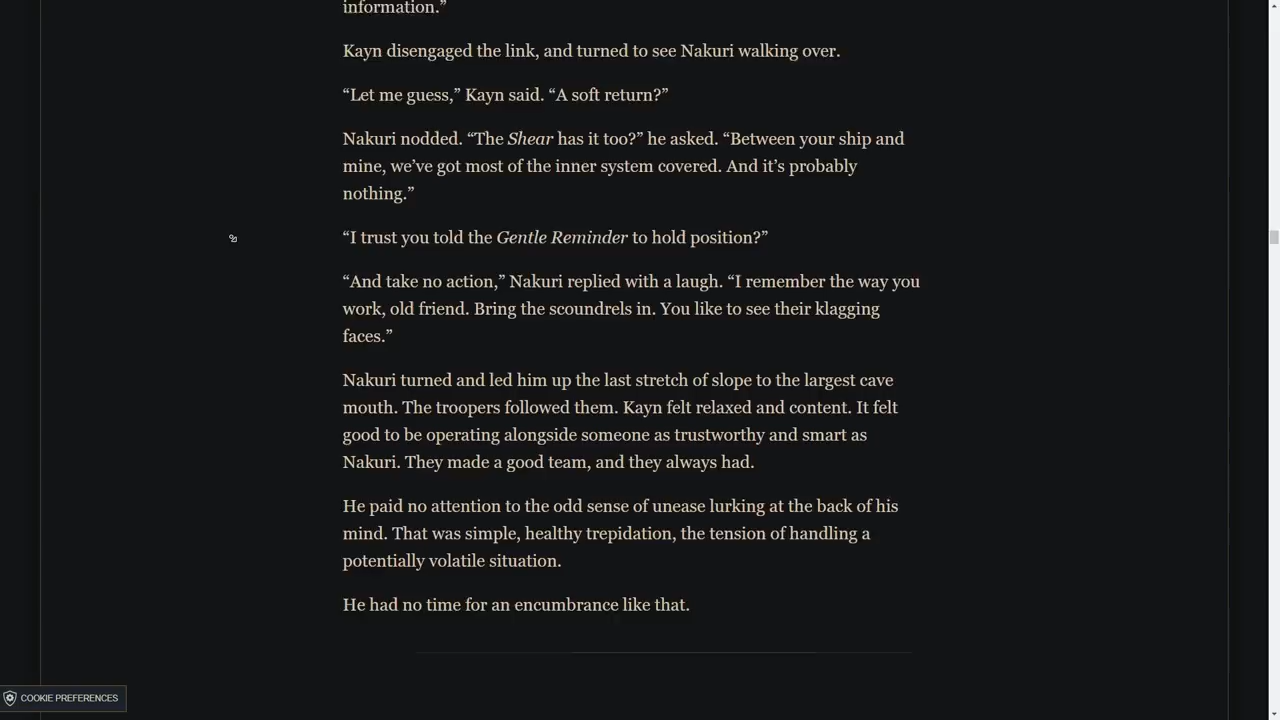 information.”
Kayn disengaged the link, and turned to see Nakuri walking over.
“Let me guess,” Kayn said. “A soft return?”
Nakuri nodded. “The Shear has it too?” he asked. “Between your ship and
mine, we’ve got most of the inner system covered. And it’s probably
nothing.”
“I trust you told the Gentle Reminder to hold position?”
“And take no action,” Nakuri replied with a laugh. “I remember the way you
work, old friend. Bring the scoundrels in. You like to see their klagging
faces.”
Nakuri turned and led him up the last stretch of slope to the largest cave
mouth. The troopers followed them. Kayn felt relaxed and content. It felt
good to be operating alongside someone as trustworthy and smart as
Nakuri. They made a good team, and they always had.
He paid no attention to the odd sense of unease lurking at the back of his
mind. That was simple, healthy trepidation, the tension of handling a
potentially volatile situation.
He had no time for an encumbrance like that.
COOKIE PREFERENCES